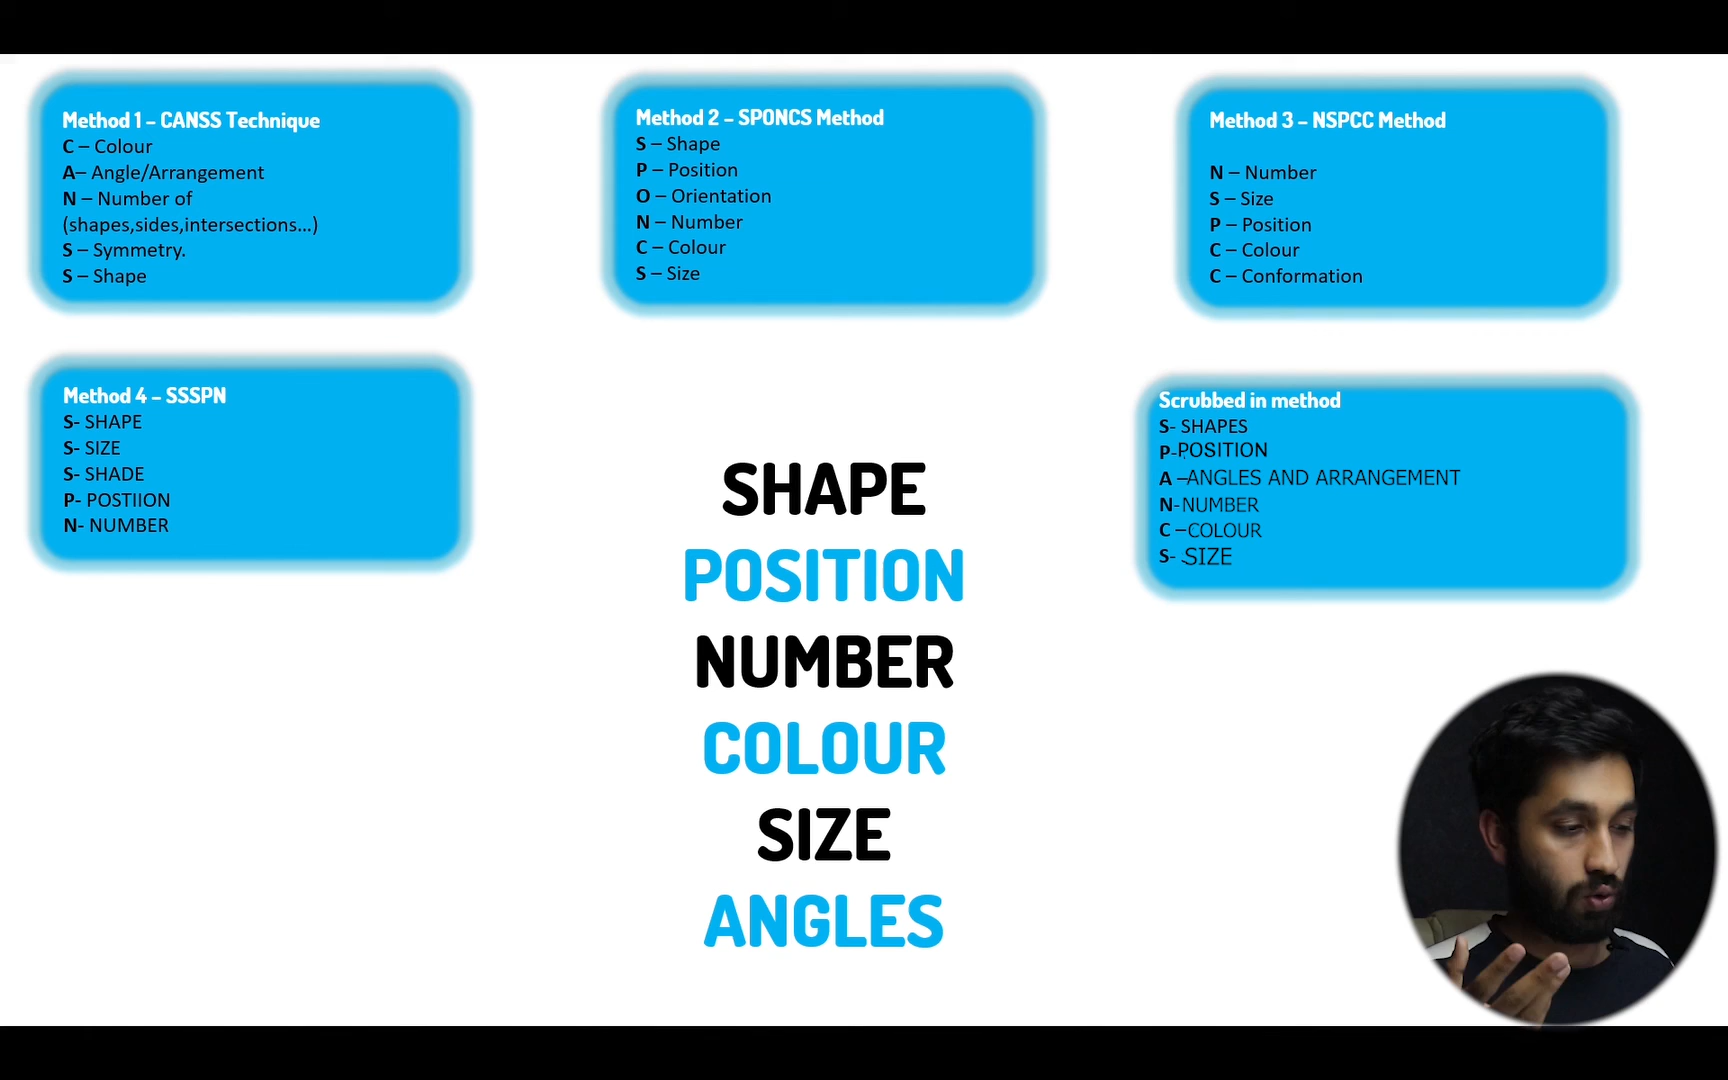 Method 1 – CANSS Technique
C – Colour
A– Angle/Arrangement
N – Number of
(shapes,sides,intersections...)
S – Symmetry.
S – Shape
Method 2 – SPONCS Method
S – Shape
P – Position
O – Orientation
N – Number
C – Colour
S – Size
Method 3 – NSPCC Method
N – Number
S – Size
P – Position
C – Colour
C – Conformation
Method 4 – SSSPN
S- SHAPE
S- SIZE
S- SHADE
P- POSTIION
N- NUMBER
SHAPE
POSITION
NUMBER
COLOUR
SIZE
ANGLES
Scrubbed in method
S- SHAPES
P-POSITION
A –ANGLES AND ARRANGEMENT
N-NUMBER
C –COLOUR
S- SIZE